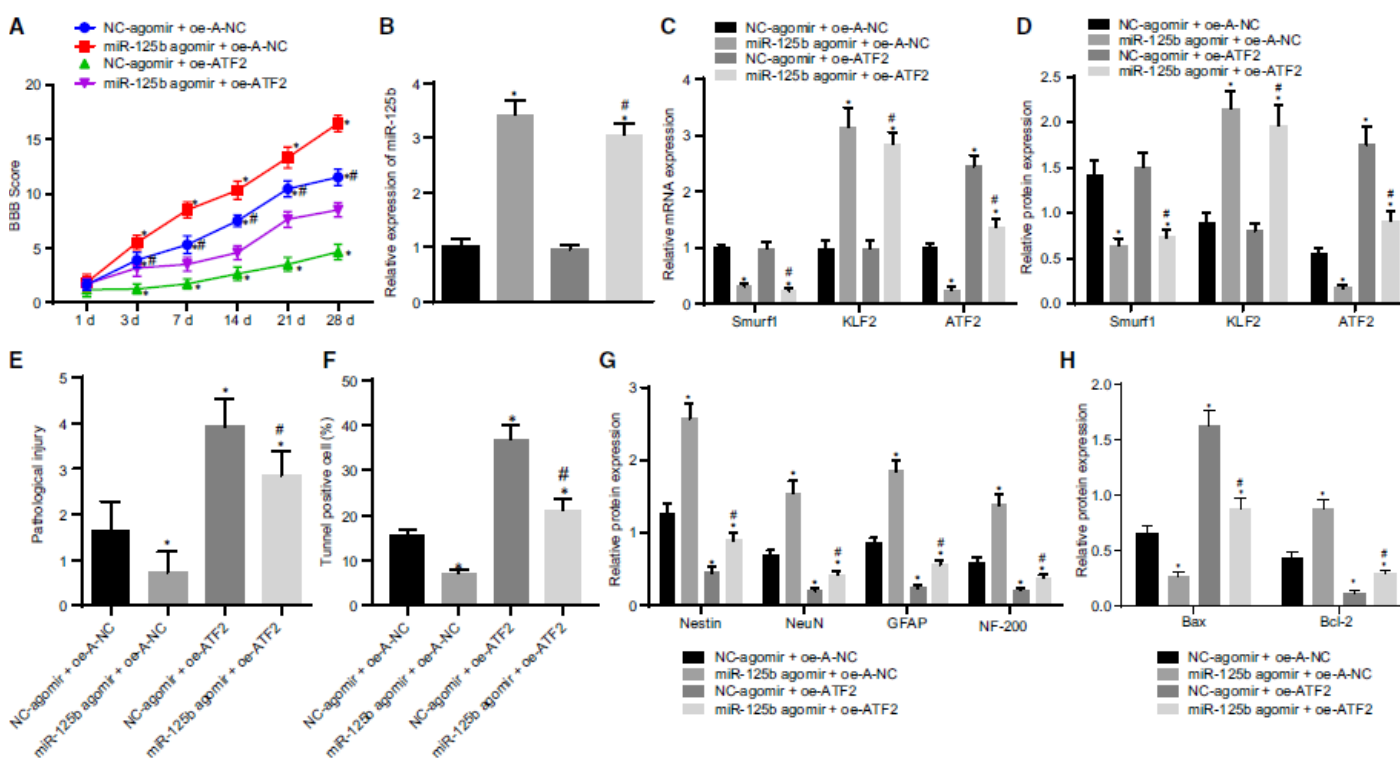 A
NC-agomir + oe-A-NC
miR-125b agomir + oe-A-NC
NC-agomir + oe-ATF2
miR-125b agomir + oe-ATF2
BBB Score
20
15
10
5
0
1 d 3 d 7 d 14 d 21 d 28 d
* *# * *# * *# * *# * *# * * * * *
B
Relative expression of miR-125b
4
3
2
1
0
* # *
C
NC-agomir + oe-A-NC
miR-125b agomir + oe-A-NC
NC-agomir + oe-ATF2
miR-125b agomir + oe-ATF2
Relative mRNA expression
4
3
2
1
0
* # * * # * * * # *
Smurf1 KLF2 ATF2
D
NC-agomir + oe-A-NC
miR-125b agomir + oe-A-NC
NC-agomir + oe-ATF2
miR-125b agomir + oe-ATF2
Relative protein expression
2.5
2.0
1.5
1.0
0.5
0.0
* # * * # * * * # *
Smurf1 KLF2 ATF2
E
Pathological injury
5
4
3
2
1
0
* * # *
NC-agomir + oe-A-NC
miR-125b agomir + oe-A-NC
NC-agomir + oe-ATF2
miR-125b agomir + oe-ATF2
F
Tunnel positive cell (%)
50
40
30
20
10
0
* * # *
NC-agomir + oe-A-NC
miR-125b agomir + oe-A-NC
NC-agomir + oe-ATF2
miR-125b agomir + oe-ATF2
G
Relative protein expression
3
2
1
0
* * # * * * # * * * # * * * # *
Nestin NeuN GFAP NF-200
NC-agomir + oe-A-NC
miR-125b agomir + oe-A-NC
NC-agomir + oe-ATF2
miR-125b agomir + oe-ATF2
H
Relative protein expression
2.0
1.5
1.0
0.5
0.0
* * # * * * # *
Bax Bcl-2
NC-agomir + oe-A-NC
miR-125b agomir + oe-A-NC
NC-agomir + oe-ATF2
miR-125b agomir + oe-ATF2